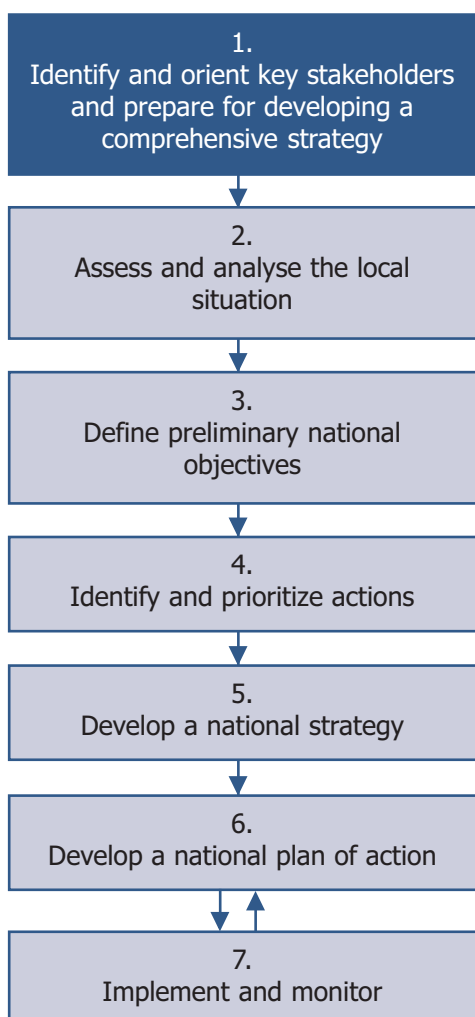 1.
Identify and orient key stakeholders
and prepare for developing a
comprehensive strategy
2.
Assess and analyse the local
situation
3.
Define preliminary national
objectives
4.
Identify and prioritize actions
5.
Develop a national strategy
6.
Develop a national plan of action
7.
Implement and monitor